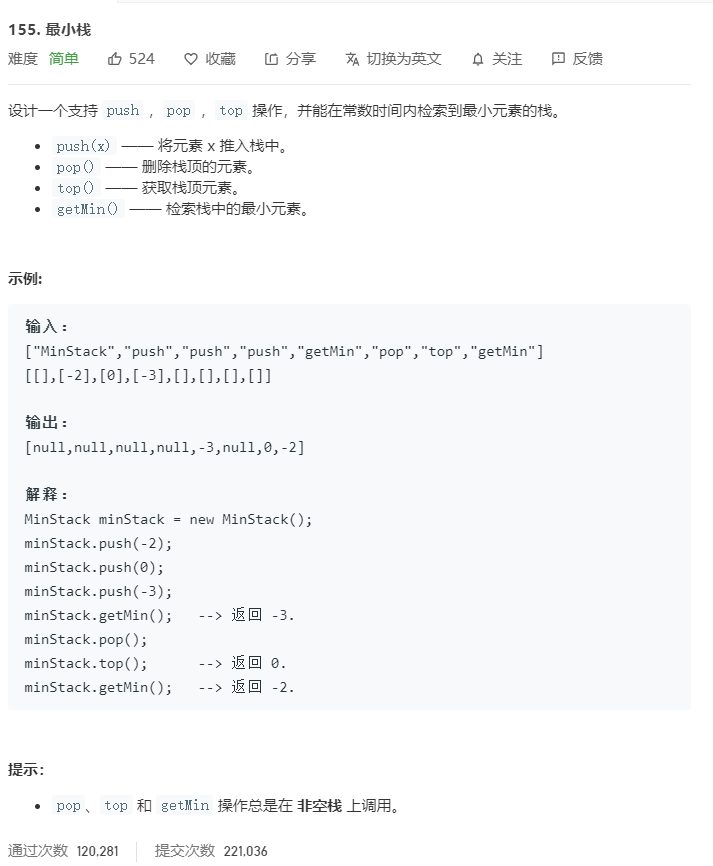 155. 最小栈
难度 简单 524 收藏 分享 切换为英文 关注 反馈
设计一个支持 push ，pop ，top 操作，并能在常数时间内检索到最小元素的栈。
• push(x) —— 将元素 x 推入栈中。
• pop() —— 删除栈顶的元素。
• top() —— 获取栈顶元素。
• getMin() —— 检索栈中的最小元素。
示例:
输入：
["MinStack","push","push","push","getMin","pop","top","getMin"]
[[],[-2],[0],[-3],[],[],[],[]]
输出：
[null,null,null,null,-3,null,0,-2]
解释：
MinStack minStack = new MinStack();
minStack.push(-2);
minStack.push(0);
minStack.push(-3);
minStack.getMin();   --> 返回 -3.
minStack.pop();
minStack.top();      --> 返回 0.
minStack.getMin();   --> 返回 -2.
提示：
• pop、top 和 getMin 操作总是在 非空栈 上调用。
通过次数 120,281 提交次数 221,036